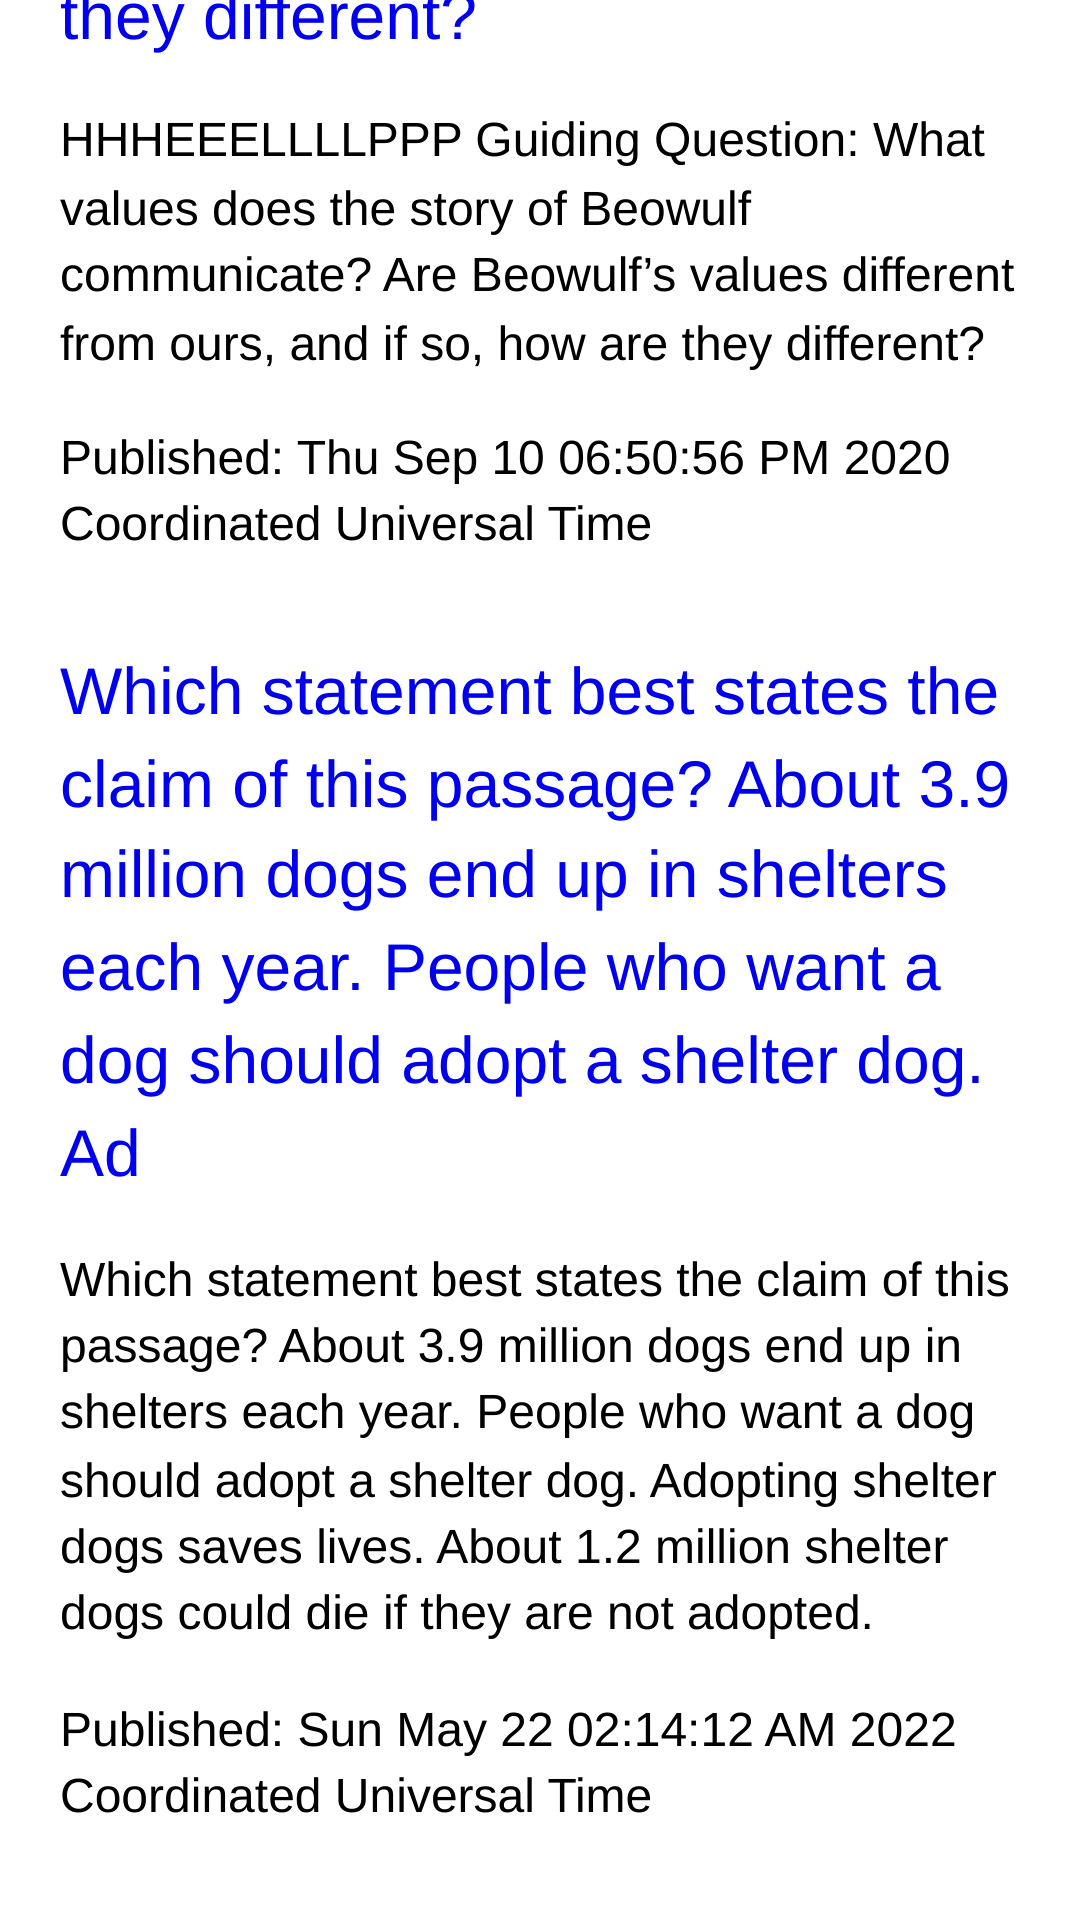 they different?
HHHEEELLLLPPP Guiding Question: What
values does the story of Beowulf
communicate? Are Beowulf’s values different
from ours, and if so, how are they different?
Published: Thu Sep 10 06:50:56 PM 2020
Coordinated Universal Time
Which statement best states the
claim of this passage? About 3.9
million dogs end up in shelters
each year. People who want a
dog should adopt a shelter dog.
Ad
Which statement best states the claim of this
passage? About 3.9 million dogs end up in
shelters each year. People who want a dog
should adopt a shelter dog. Adopting shelter
dogs saves lives. About 1.2 million shelter
dogs could die if they are not adopted.
Published: Sun May 22 02:14:12 AM 2022
Coordinated Universal Time